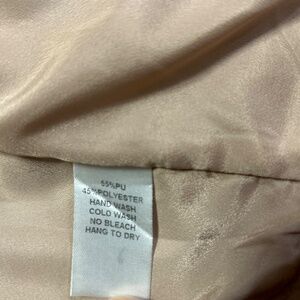 55%PU
45%POLYESTER
HAND WASH
COLD WASH
NO BLEACH
HANG TO DRY